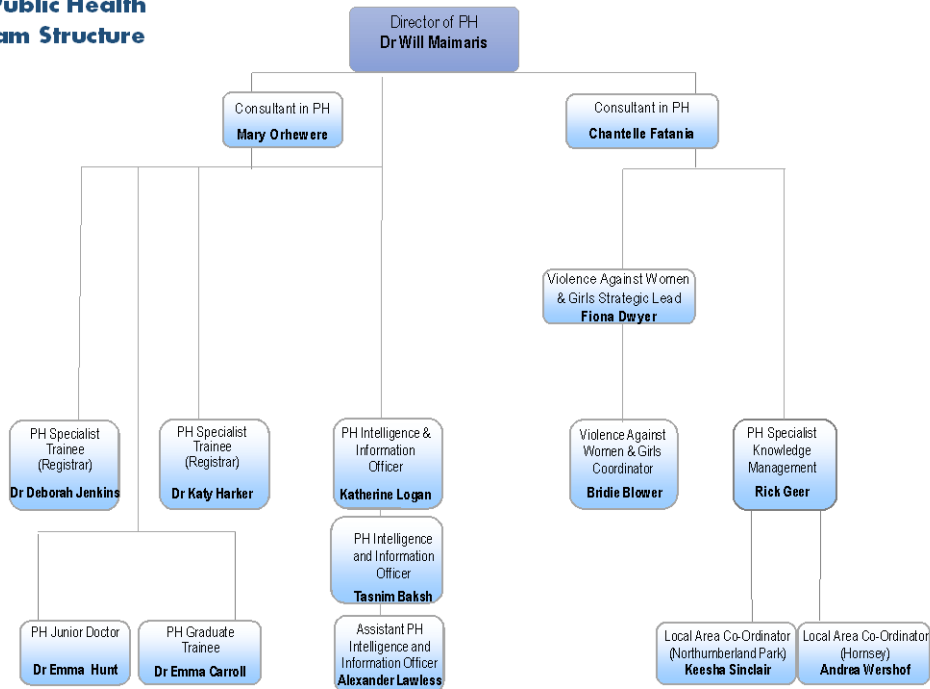 Public Health
am Structure
Director of PH
Dr Will Maimaris
Consultant in PH
Mary Orhewere
Consultant in PH
Chantelle Fatania
Violence Against Women
& Girls Strategic Lead
Fiona Dwyer
PH Specialist
Trainee
(Registrar)
Dr Deborah Jenkins
PH Specialist
Trainee
(Registrar)
Dr Katy Harker
PH Intelligence &
Information
Officer
Katherine Logan
Violence Against
Women & Girls
Coordinator
Bridie Blower
PH Specialist
Knowledge
Management
Rick Geer
PH Intelligence
and Information
Officer
Tasnim Baksh
PH Junior Doctor
Dr Emma Hunt
PH Graduate
Trainee
Dr Emma Carroll
Assistant PH
Intelligence and
Information Officer
Alexander Lawless
Local Area Co-Ordinator
(Northumberland Park)
Keesha Sinclair
Local Area Co-Ordinator
(Hornsey)
Andrea Wershof